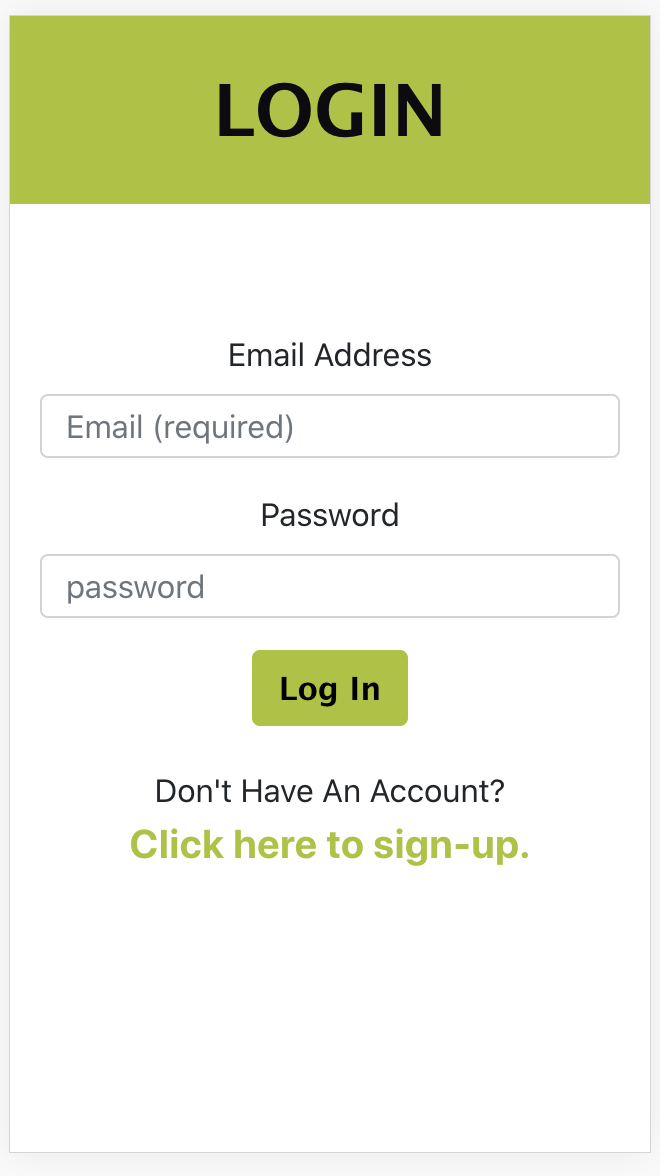 LOGIN
Email Address
Email (required)
Password
password
Log In
Don't Have An Account?
Click here to sign-up.